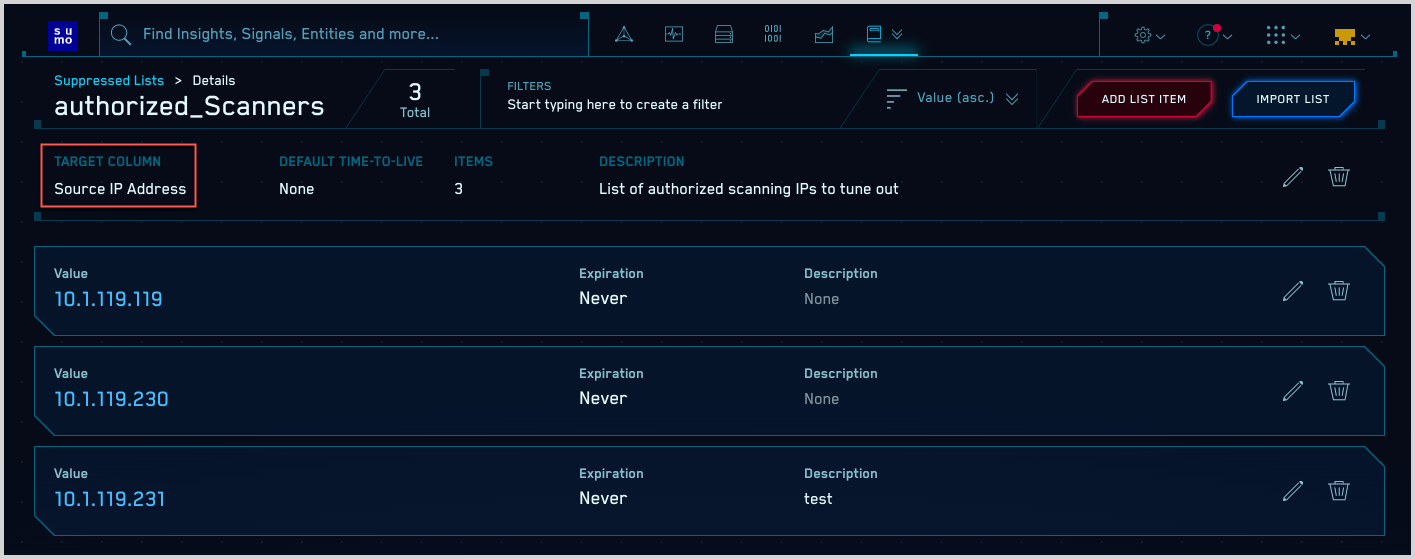 su
mo
Find Insights, Signals, Entities and more...
0101
1001
?
Suppressed Lists > Details
authorized_Scanners
3
Total
FILTERS
Start typing here to create a filter
Value (asc.)
ADD LIST ITEM
IMPORT LIST
TARGET COLUMN
Source IP Address
DEFAULT TIME-TO-LIVE
None
ITEMS
3
DESCRIPTION
List of authorized scanning IPs to tune out
Value
10.1.119.119
Expiration
Never
Description
None
Value
10.1.119.230
Expiration
Never
Description
None
Value
10.1.119.231
Expiration
Never
Description
test